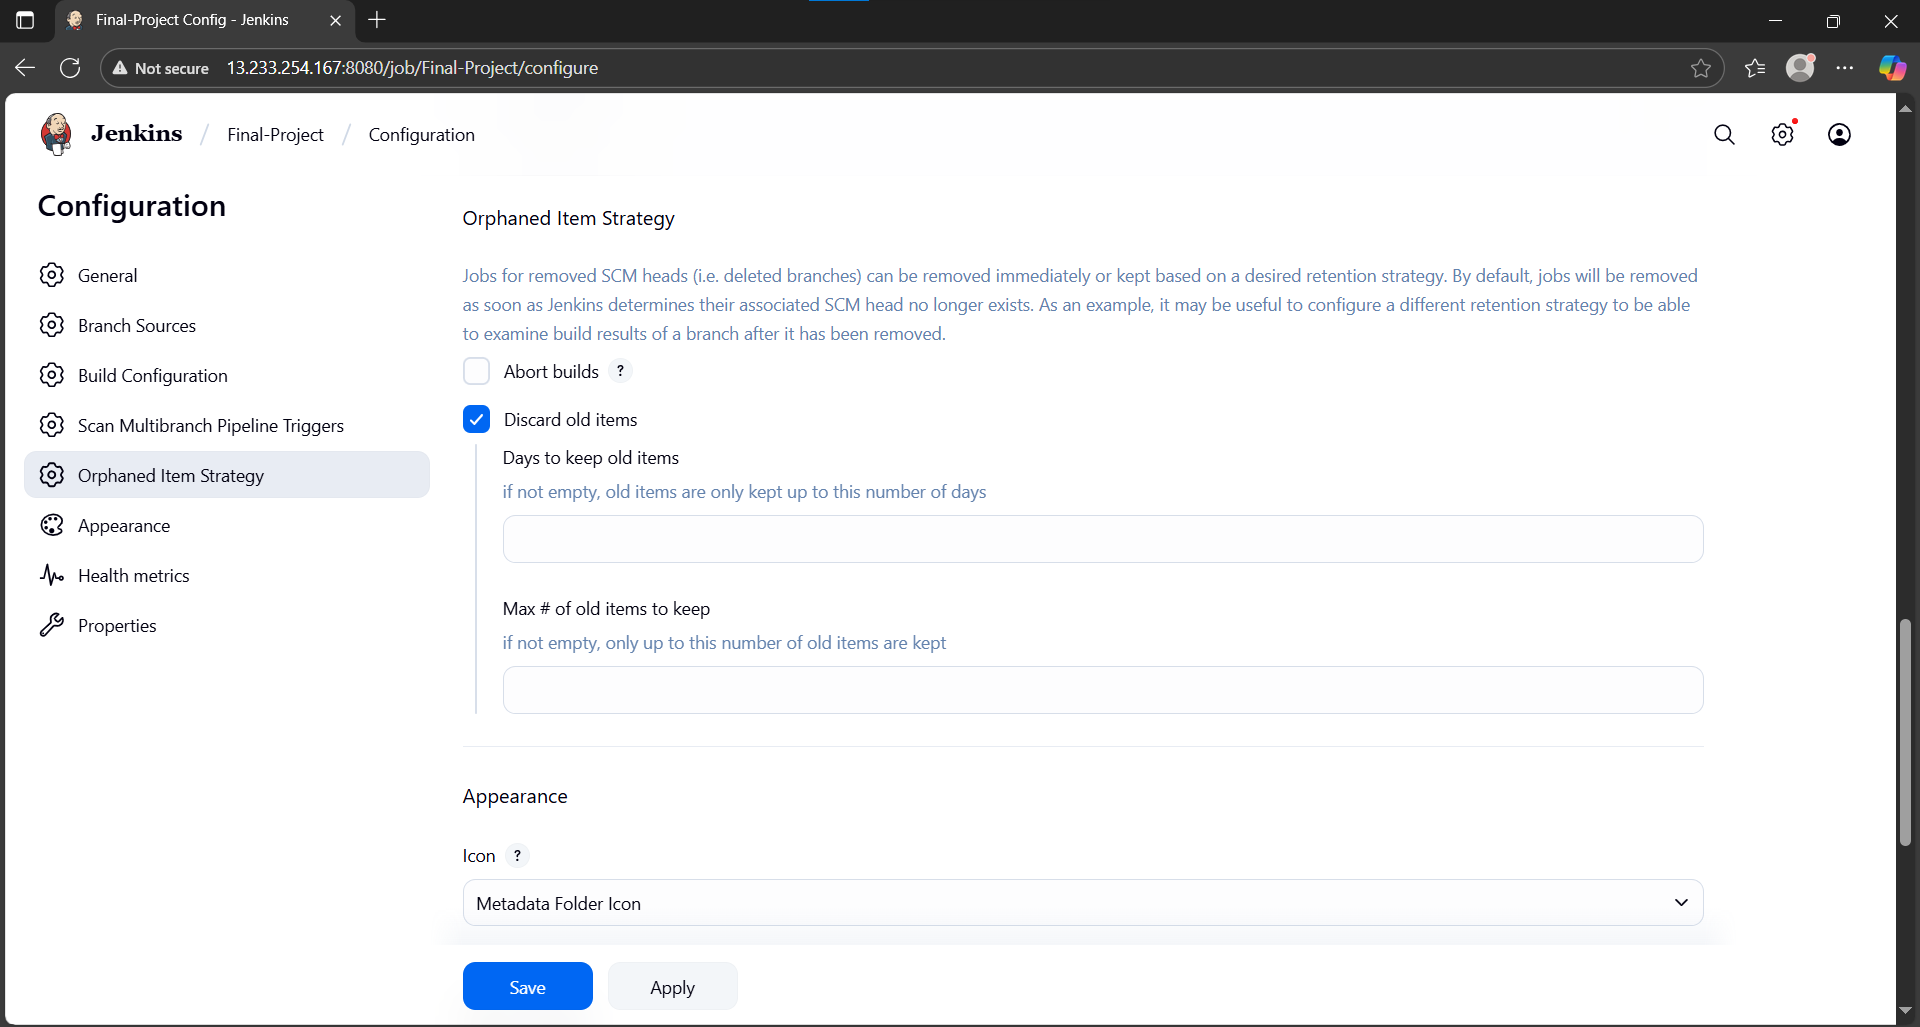 Final-Project Config - Jenkins
Not secure 13.233.254.167:8080/job/Final-Project/configure
Jenkins / Final-Project / Configuration
Configuration
General
Branch Sources
Build Configuration
Scan Multibranch Pipeline Triggers
Orphaned Item Strategy
Appearance
Health metrics
Properties
Orphaned Item Strategy
Jobs for removed SCM heads (i.e. deleted branches) can be removed immediately or kept based on a desired retention strategy. By default, jobs will be removed
as soon as Jenkins determines their associated SCM head no longer exists. As an example, it may be useful to configure a different retention strategy to be able
to examine build results of a branch after it has been removed.
Abort builds ?
Discard old items
Days to keep old items
if not empty, old items are only kept up to this number of days
Max # of old items to keep
if not empty, only up to this number of old items are kept
Appearance
Icon ?
Metadata Folder Icon
Save Apply